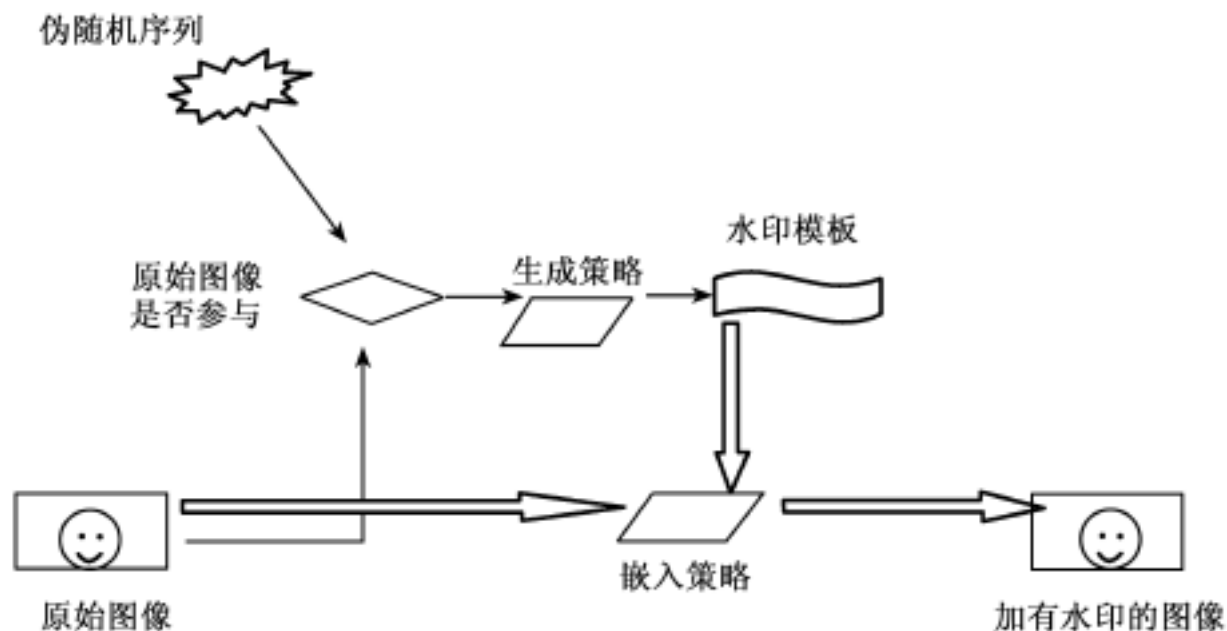 伪随机序列
水印模板
生成策略
原始图像
是否参与
嵌入策略
原始图像
加有水印的图像